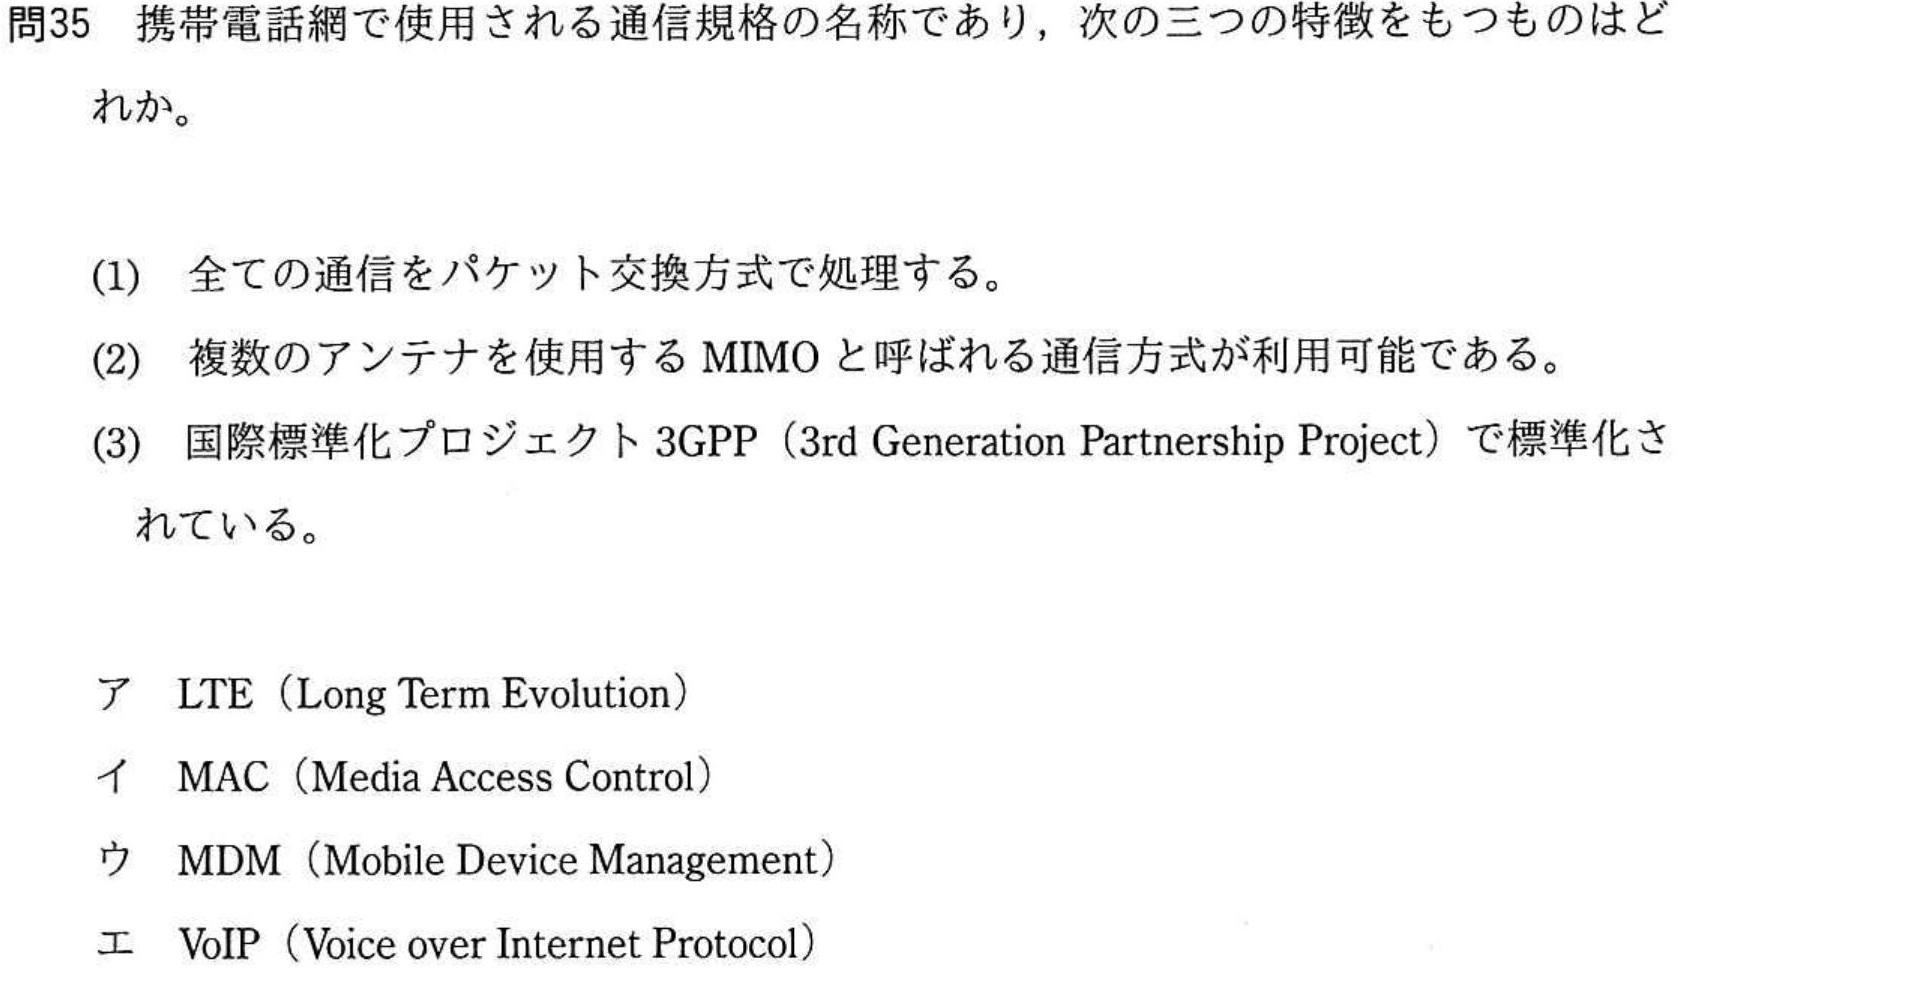 問35 携帯電話網で使用される通信規格の名称であり，次の三つの特徴をもつものはど
れか。
(1) 全ての通信をパケット交換方式で処理する。
(2) 複数のアンテナを使用する MIMO と呼ばれる通信方式が利用可能である。
(3) 国際標準化プロジェクト 3GPP（3rd Generation Partnership Project）で標準化さ
れている。
ア LTE（Long Term Evolution）
イ MAC（Media Access Control）
ウ MDM（Mobile Device Management）
エ VoIP（Voice over Internet Protocol）